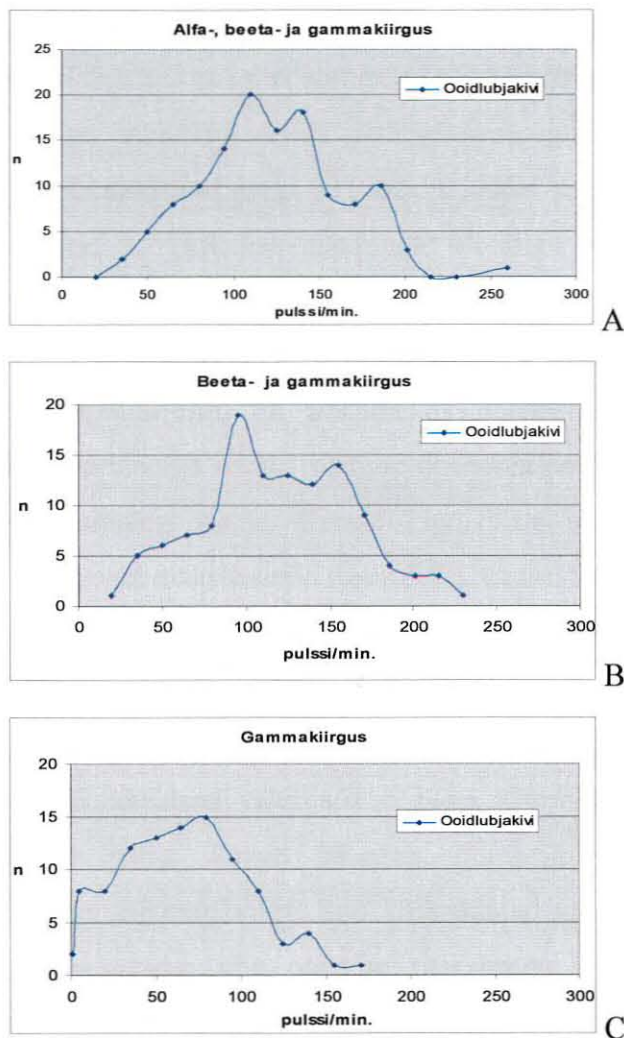 Alfa-, beeta- ja gammakiirgus
25
20
15
10
5
0
n
Ooidlubjakivi
0 50 100 150 200 250 300
pulssi/min.
A
Beeta- ja gammakiirgus
20
15
10
5
0
n
Ooidlubjakivi
0 50 100 150 200 250 300
pulssi/min.
B
Gammakiirgus
20
15
10
5
0
n
Ooidlubjakivi
0 50 100 150 200 250 300
pulssi/min.
C